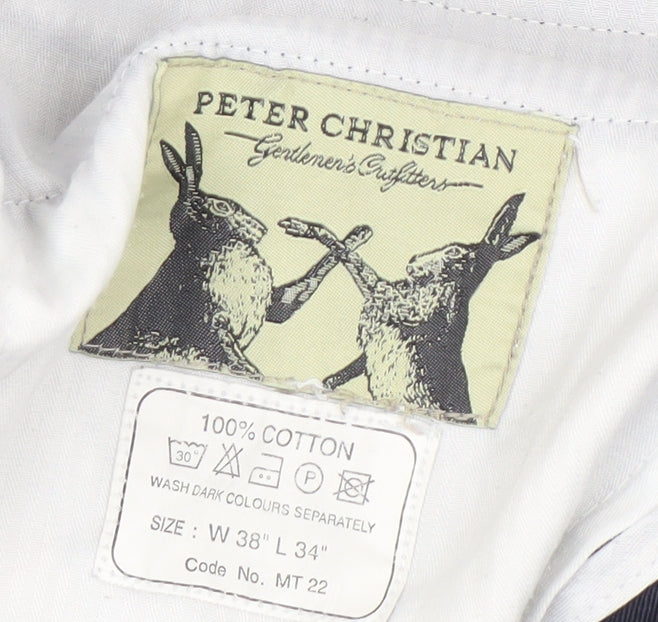 PETER CHRISTIAN
Gentlemen's Outfitters
100% COTTON
30° P
WASH DARK COLOURS SEPARATELY
SIZE : W 38" L 34"
Code No. MT 22